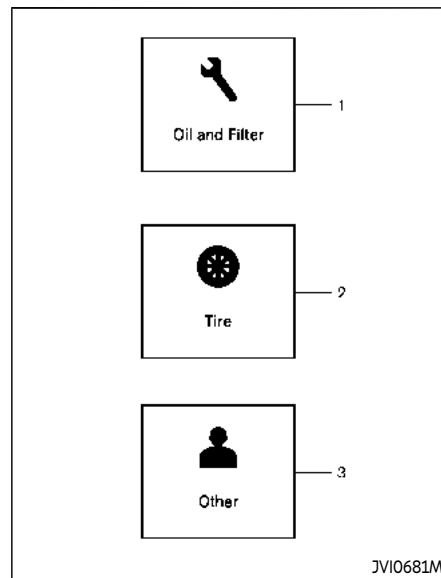 Oil and Filter
1
Tire
2
Other
3
JVI0681M